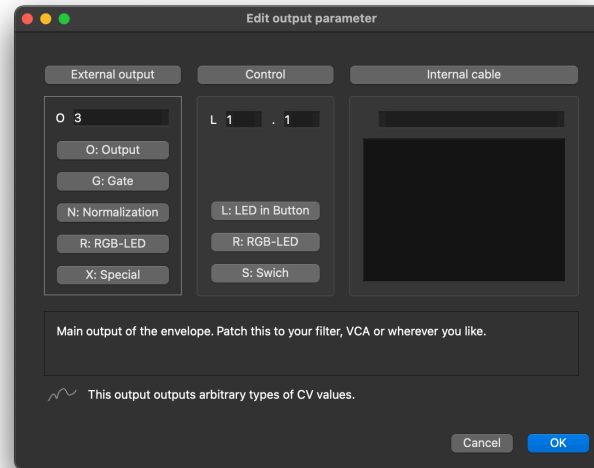 Edit output parameter
External output
Control
Internal cable
O 3
L 1 . 1
O: Output
G: Gate
N: Normalization
L: LED in Button
R: RGB-LED
R: RGB-LED
X: Special
S: Swich
Main output of the envelope. Patch this to your filter, VCA or wherever you like.
This output outputs arbitrary types of CV values.
Cancel
OK